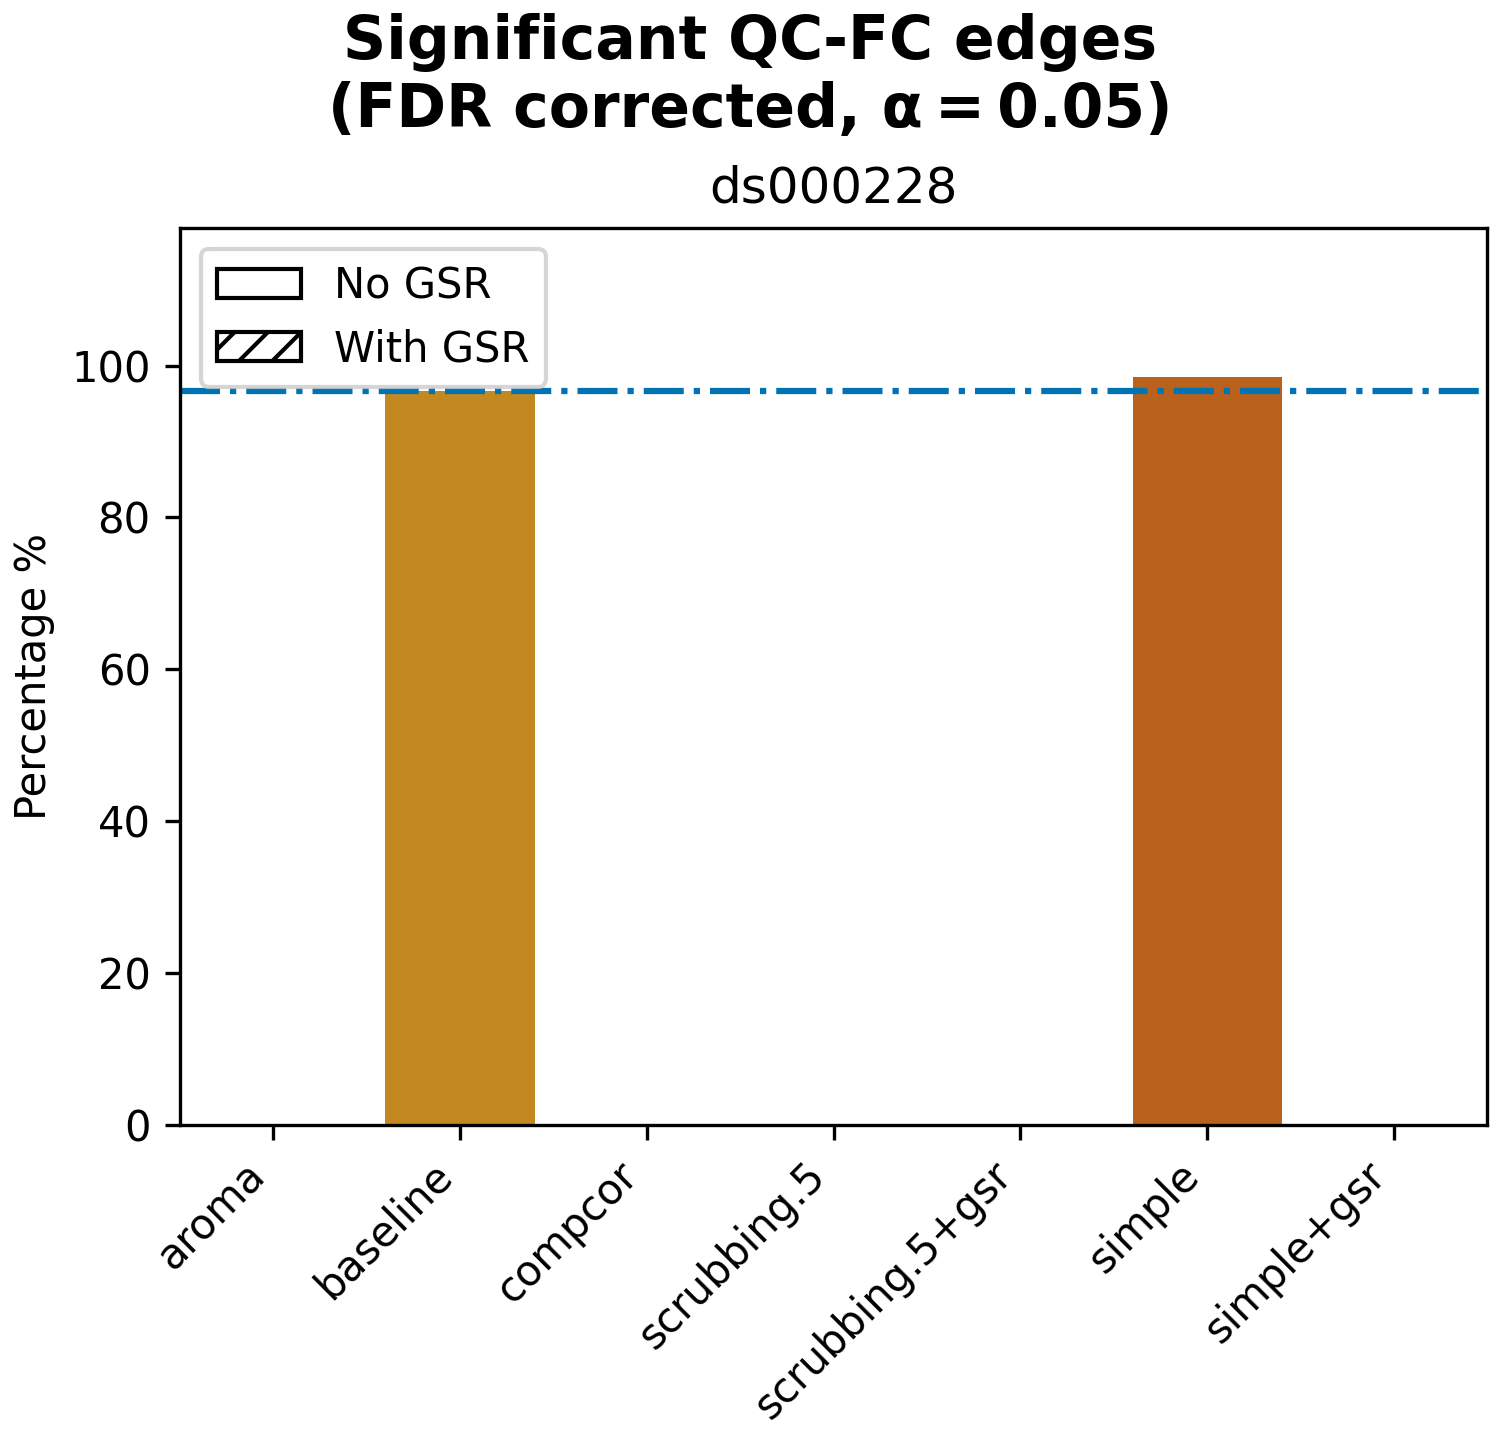 Significant QC-FC edges
(FDR corrected, α = 0.05)
ds000228
No GSR
With GSR
Percentage %
100
80
60
40
20
0
aroma
baseline
compcor
scrubbing.5
scrubbing.5+gsr
simple
simple+gsr